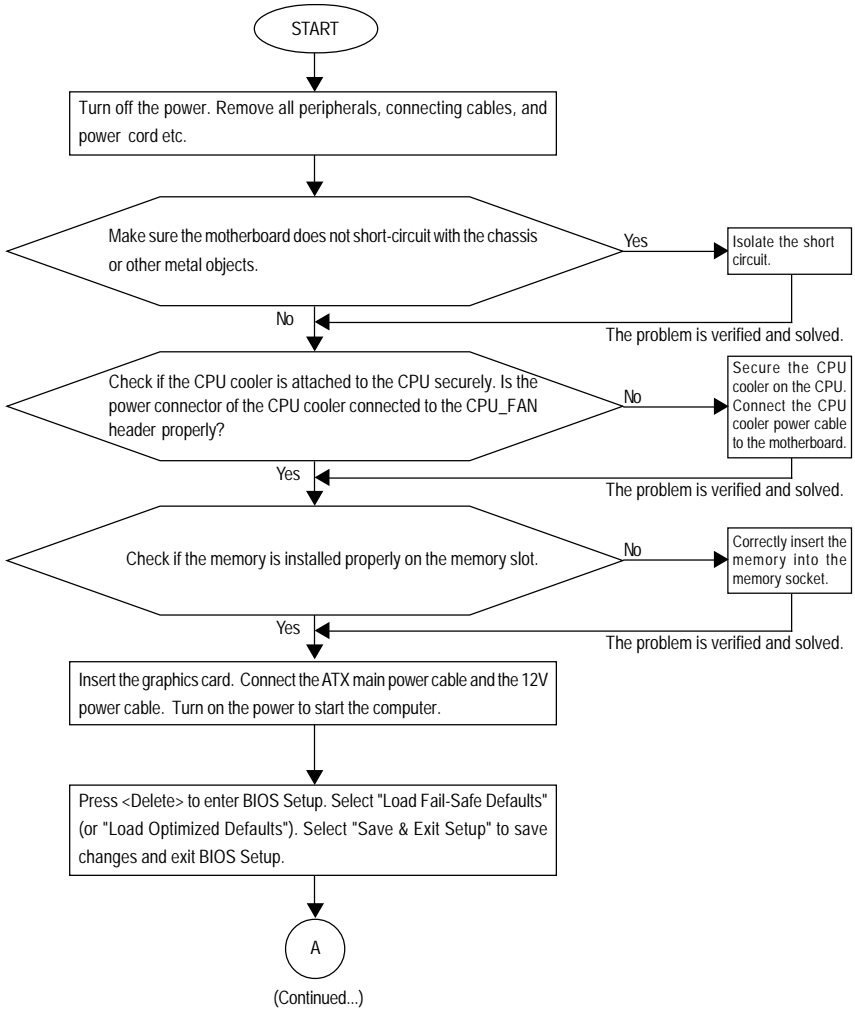 START
Turn off the power. Remove all peripherals, connecting cables, and
power cord etc.
Make sure the motherboard does not short-circuit with the chassis
or other metal objects.
Yes
Isolate the short
circuit.
No
The problem is verified and solved.
Check if the CPU cooler is attached to the CPU securely. Is the
power connector of the CPU cooler connected to the CPU_FAN
header properly?
No
Secure the CPU
cooler on the CPU.
Connect the CPU
cooler power cable
to the motherboard.
Yes
The problem is verified and solved.
Check if the memory is installed properly on the memory slot.
No
Correctly insert the
memory into the
memory socket.
Yes
The problem is verified and solved.
Insert the graphics card. Connect the ATX main power cable and the 12V
power cable. Turn on the power to start the computer.
Press <Delete> to enter BIOS Setup. Select "Load Fail-Safe Defaults"
(or "Load Optimized Defaults"). Select "Save & Exit Setup" to save
changes and exit BIOS Setup.
A
(Continued...)